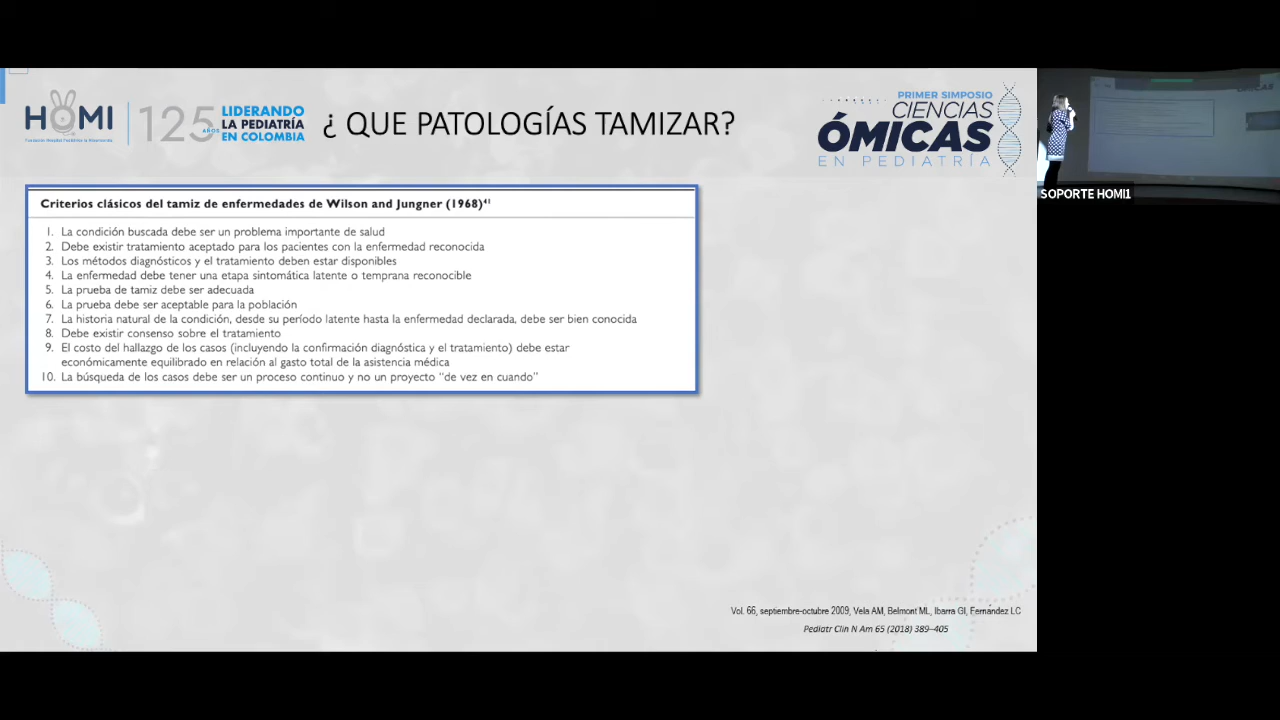 HOMI
125 AÑOS
LIDERANDO
LA PEDIATRÍA
EN COLOMBIA
¿ QUE PATOLOGÍAS TAMIZAR?
PRIMER SIMPOSIO
CIENCIAS
ÓMICAS
EN PEDIATRÍA
SOPORTE HOMI1
Criterios clásicos del tamiz de enfermedades de Wilson and Jungner (1968)⁴¹
1. La condición buscada debe ser un problema importante de salud
2. Debe existir tratamiento aceptado para los pacientes con la enfermedad reconocida
3. Los métodos diagnósticos y el tratamiento deben estar disponibles
4. La enfermedad debe tener una etapa sintomática latente o temprana reconocible
5. La prueba de tamiz debe ser adecuada
6. La prueba debe ser aceptable para la población
7. La historia natural de la condición, desde su período latente hasta la enfermedad declarada, debe ser bien conocida
8. Debe existir consenso sobre el tratamiento
9. El costo del hallazgo de los casos (incluyendo la confirmación diagnóstica y el tratamiento) debe estar
económicamente equilibrado en relación al gasto total de la asistencia médica
10. La búsqueda de los casos debe ser un proceso continuo y no un proyecto “de vez en cuando”
Vol. 66, septiembre-octubre 2009, Vela AM, Belmont ML, Ibarra GI, Fernández LC
Pediatr Clin N Am 65 (2018) 389–405